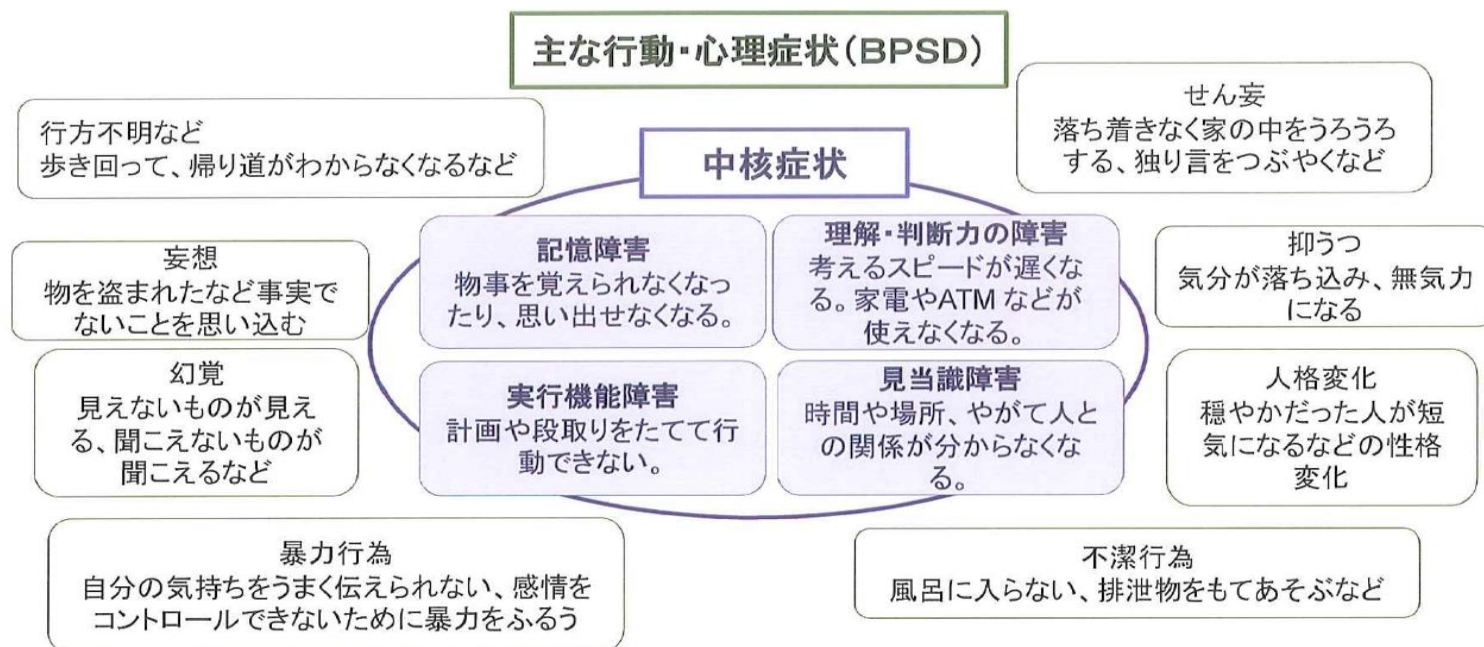 主な行動・心理症状(BPSD)
行方不明など
歩き回って、帰り道がわからなくなるなど
せん妄
落ち着きなく家の中をうろうろ
する、独り言をつぶやくなど
中核症状
記憶障害
物事を覚えられなくなっ
たり、思い出せなくなる。
理解・判断力の障害
考えるスピードが遅くな
る。家電やATMなどが
使えなくなる。
妄想
物を盗まれたなど事実で
ないことを思い込む
抑うつ
気分が落ち込み、無気力
になる
幻覚
見えないものが見え
る、聞こえないものが
聞こえるなど
実行機能障害
計画や段取りをたてて行
動できない。
見当識障害
時間や場所、やがて人と
の関係が分からなくな
る。
人格変化
穏やかだった人が短
気になるなどの性格
変化
暴力行為
自分の気持ちをうまく伝えられない、感情を
コントロールできないために暴力をふるう
不潔行為
風呂に入らない、排泄物をもてあそぶなど